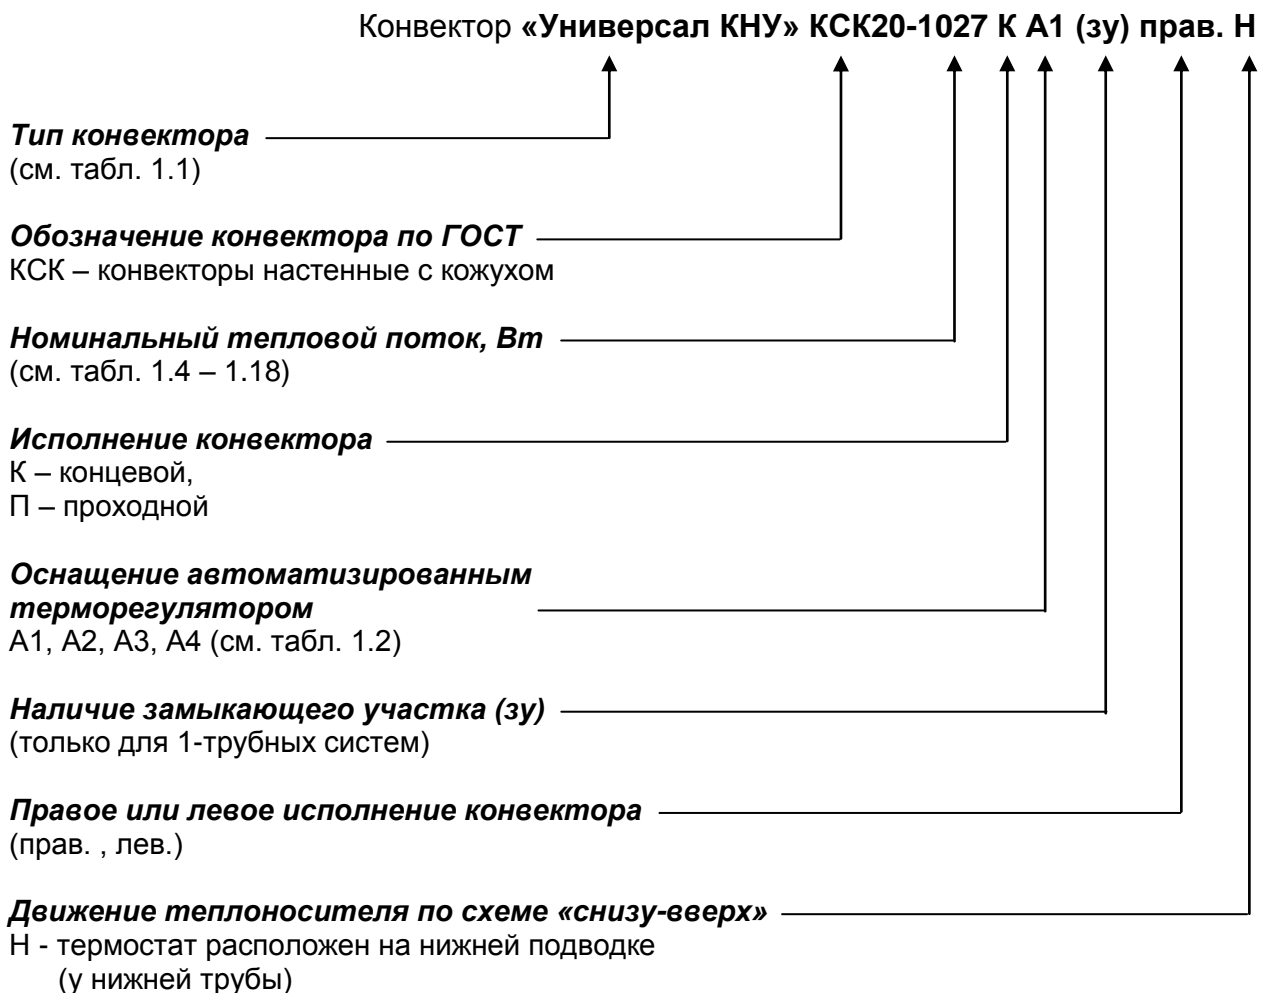 Конвектор «Универсал КНУ» КСК20-1027 К А1 (зу) прав. Н
Тип конвектора
(см. табл. 1.1)
Обозначение конвектора по ГОСТ
КСК – конвекторы настенные с кожухом
Номинальный тепловой поток, Вт
(см. табл. 1.4 – 1.18)
Исполнение конвектора
К – концевой,
П – проходной
Оснащение автоматизированным
терморегулятором
А1, А2, А3, А4 (см. табл. 1.2)
Наличие замыкающего участка (зу)
(только для 1-трубных систем)
Правое или левое исполнение конвектора
(прав. , лев.)
Движение теплоносителя по схеме «снизу-вверх»
Н - термостат расположен на нижней подводке
(у нижней трубы)